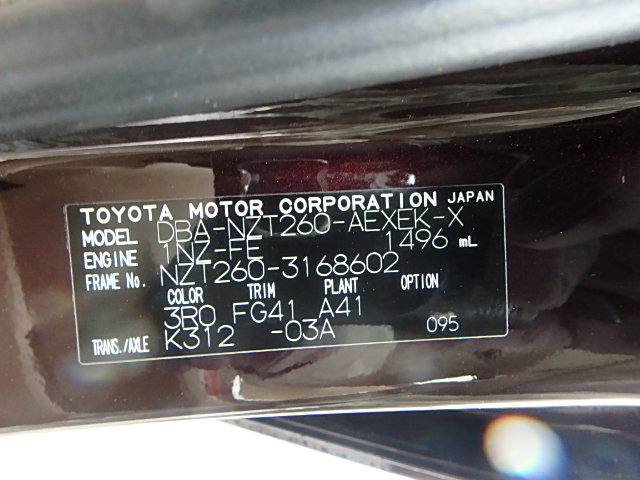 TOYOTA MOTOR CORPORATION JAPAN
MODEL DBA-NZT260-AEXEK-X
ENGINE 1NZ-FE 1496 mL
FRAME No. NZT260-3168602
COLOR TRIM PLANT OPTION
3R0 FG41 A41
TRANS./AXLE K312 -03A 095